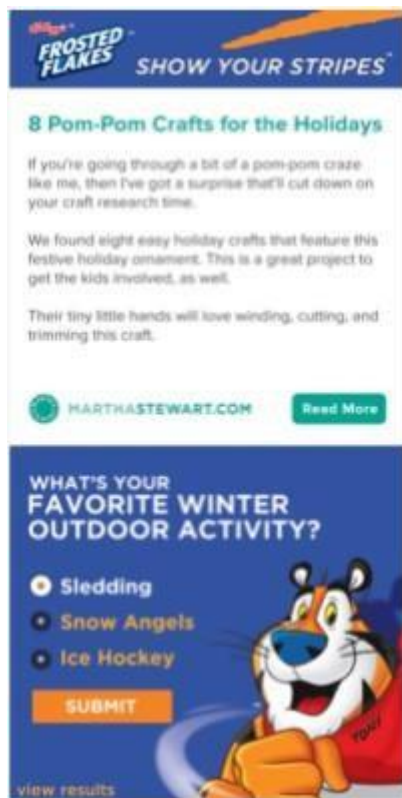 Kellogg's
FROSTED
FLAKES
SHOW YOUR STRIPES™
8 Pom-Pom Crafts for the Holidays
If you're going through a bit of a pom-pom craze
like me, then I've got a surprise that'll cut down on
your craft research time.
We found eight easy holiday crafts that feature this
festive holiday ornament. This is a great project to
get the kids involved, as well.
Their tiny little hands will love winding, cutting, and
trimming this craft.
MARTHASTEWART.COM
Read More
WHAT'S YOUR
FAVORITE WINTER
OUTDOOR ACTIVITY?
Sledding
Snow Angels
Ice Hockey
SUBMIT
TONY
view results